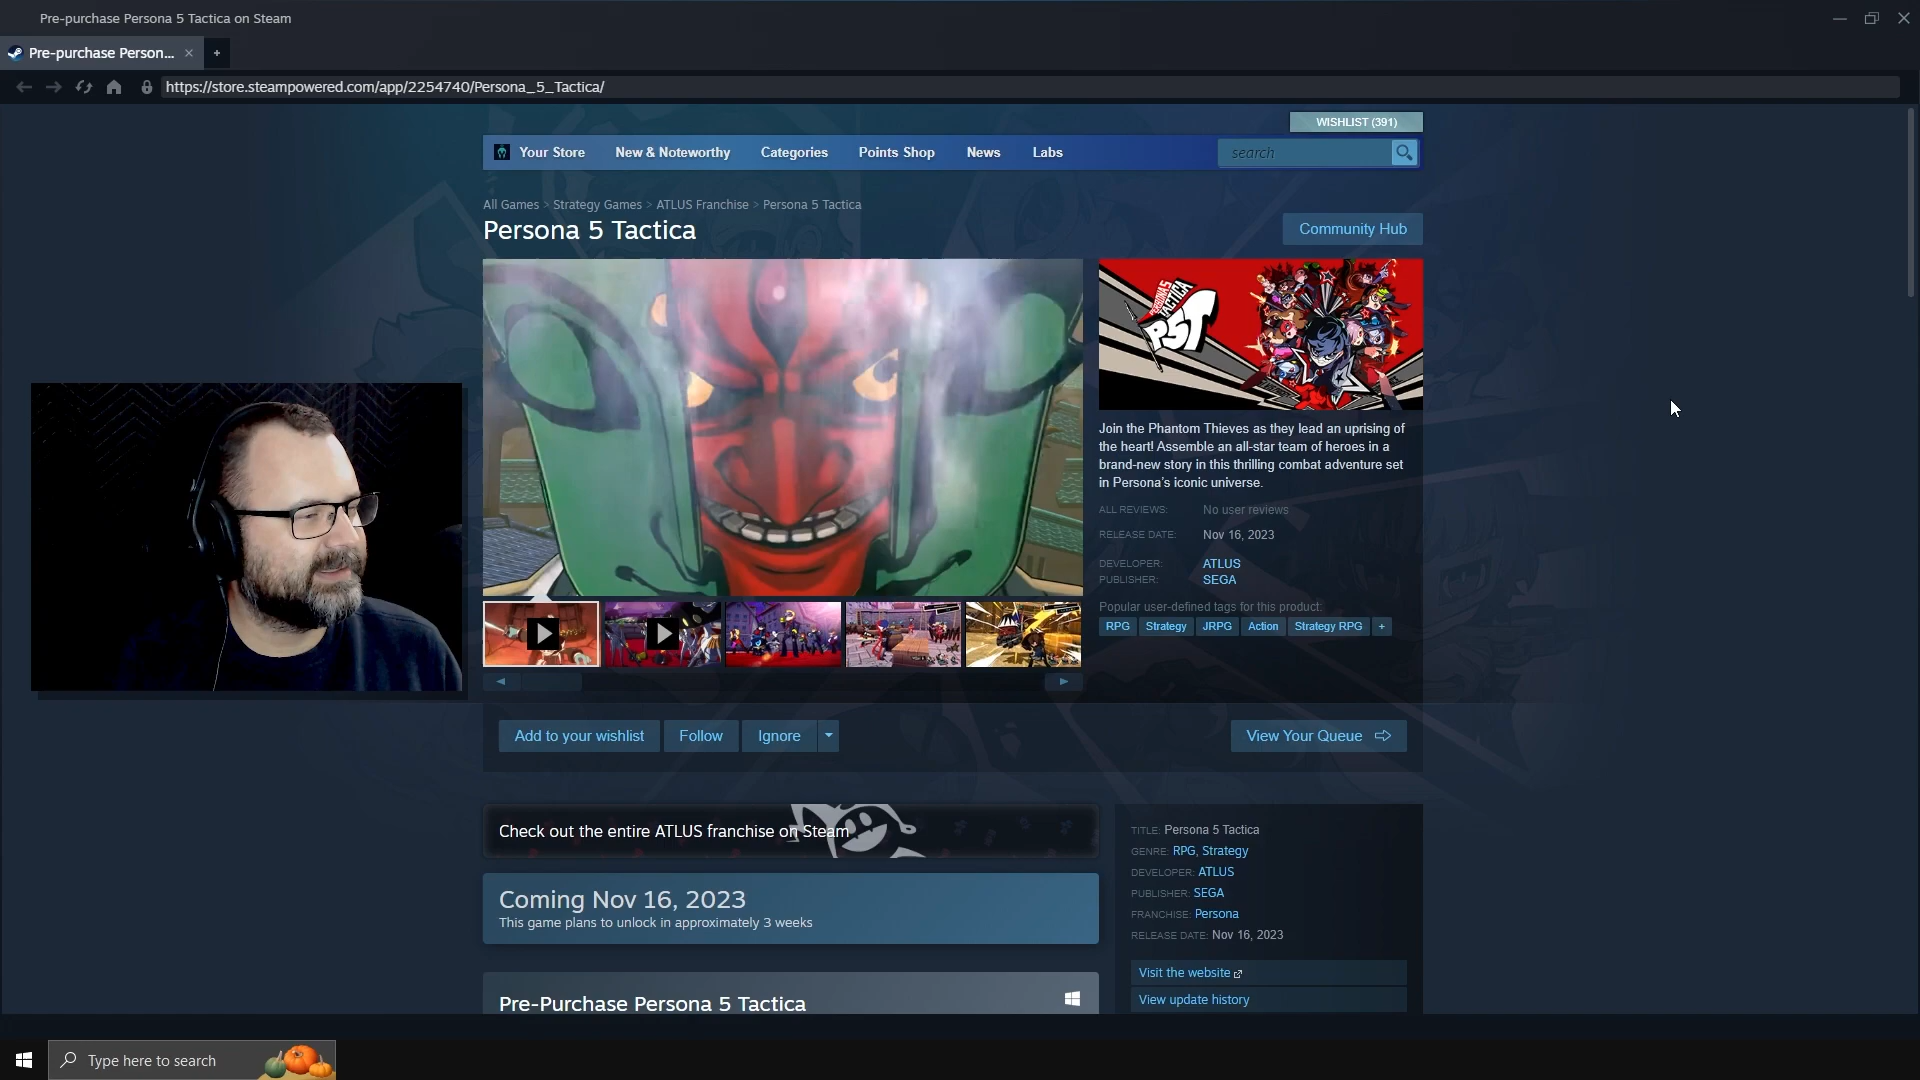 Pre-purchase Persona 5 Tactica on Steam
Pre-purchase Person...
https://store.steampowered.com/app/2254740/Persona_5_Tactica/
WISHLIST (391)
Your Store New & Noteworthy Categories Points Shop News Labs search
All Games > Strategy Games > ATLUS Franchise > Persona 5 Tactica
Persona 5 Tactica
Community Hub
PERSONA5
TACTICA
P5T
Join the Phantom Thieves as they lead an uprising of
the heart! Assemble an all-star team of heroes in a
brand-new story in this thrilling combat adventure set
in Persona's iconic universe.
ALL REVIEWS: No user reviews
RELEASE DATE: Nov 16, 2023
DEVELOPER: ATLUS
PUBLISHER: SEGA
Popular user-defined tags for this product:
RPG Strategy JRPG Action Strategy RPG +
Add to your wishlist Follow Ignore View Your Queue
Check out the entire ATLUS franchise on Steam
Coming Nov 16, 2023
This game plans to unlock in approximately 3 weeks
Pre-Purchase Persona 5 Tactica
TITLE: Persona 5 Tactica
GENRE: RPG, Strategy
DEVELOPER: ATLUS
PUBLISHER: SEGA
FRANCHISE: Persona
RELEASE DATE: Nov 16, 2023
Visit the website
View update history
Type here to search